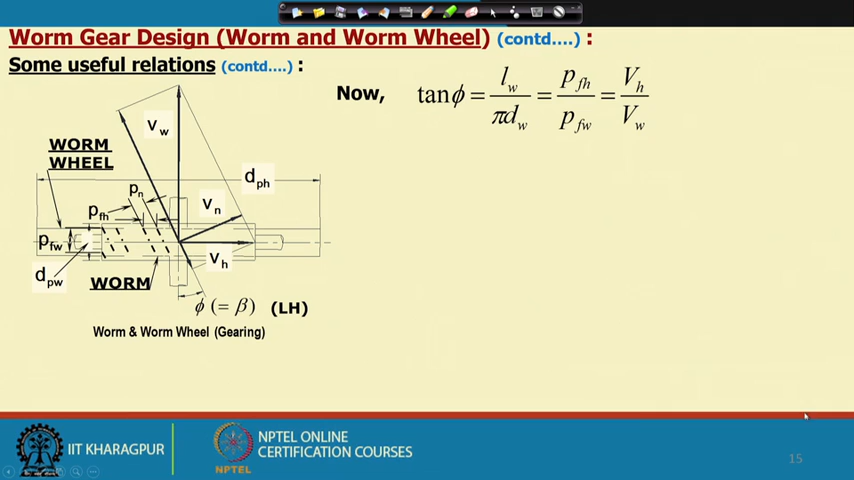 Worm Gear Design (Worm and Worm Wheel) (contd....) :
Some useful relations (contd....) :
Now, tanϕ = l_w / πd_w = p_fh / p_fw = V_h / V_w
V_w
WORM
WHEEL
d_ph
p_n
p_fh
V_n
p_fw
V_h
d_pw
WORM
ϕ (= β) (LH)
Worm & Worm Wheel (Gearing)
IIT KHARAGPUR
NPTEL
NPTEL ONLINE
CERTIFICATION COURSES
15